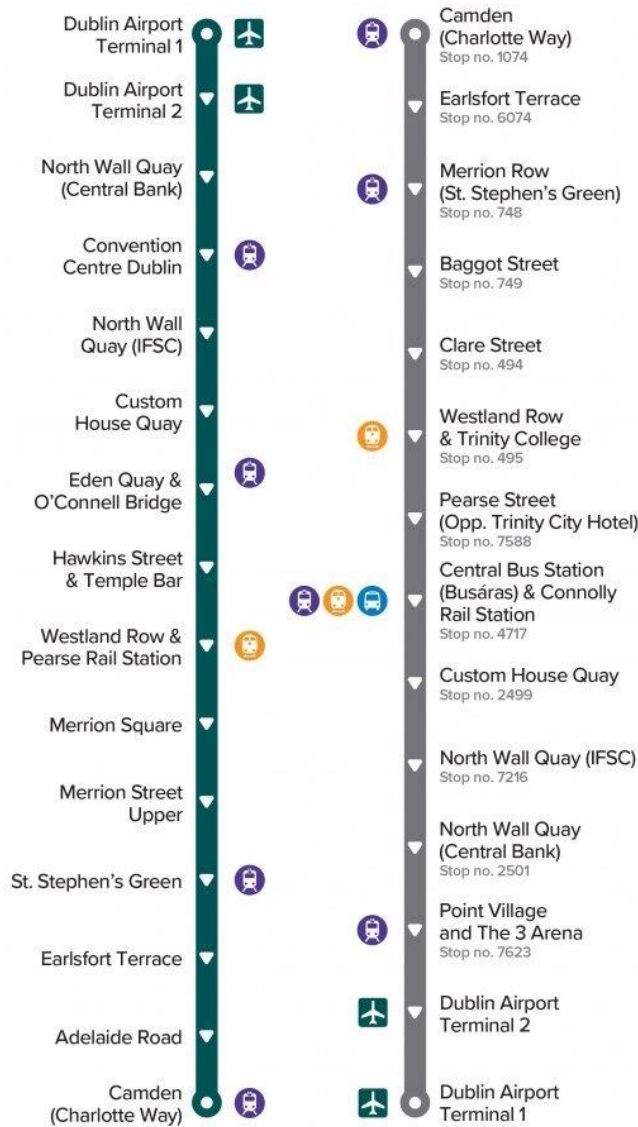 Dublin Airport
Terminal 1
Dublin Airport
Terminal 2
North Wall Quay
(Central Bank)
Convention
Centre Dublin
North Wall
Quay (IFSC)
Custom
House Quay
Eden Quay &
O'Connell Bridge
Hawkins Street
& Temple Bar
Westland Row &
Pearse Rail Station
Merrion Square
Merrion Street
Upper
St. Stephen's Green
Earlsfort Terrace
Adelaide Road
Camden
(Charlotte Way)
Camden
(Charlotte Way)
Stop no. 1074
Earlsfort Terrace
Stop no. 6074
Merrion Row
(St. Stephen's Green)
Stop no. 748
Baggot Street
Stop no. 749
Clare Street
Stop no. 494
Westland Row
& Trinity College
Stop no. 495
Pearse Street
(Opp. Trinity City Hotel)
Stop no. 7588
Central Bus Station
(Busáras) & Connolly
Rail Station
Stop no. 4717
Custom House Quay
Stop no. 2499
North Wall Quay (IFSC)
Stop no. 7216
North Wall Quay
(Central Bank)
Stop no. 2501
Point Village
and The 3 Arena
Stop no. 7623
Dublin Airport
Terminal 2
Dublin Airport
Terminal 1